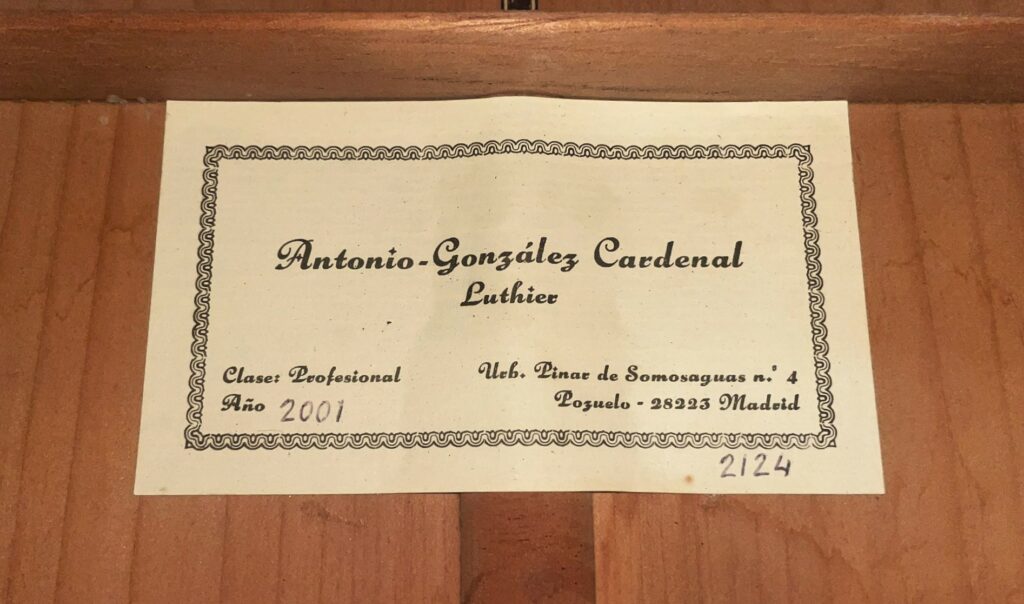 Antonio-González Cardenal
Luthier
Clase: Profesional
Año 2001
Urb. Pinar de Somosaguas n.º 4
Pozuelo - 28223 Madrid
2124